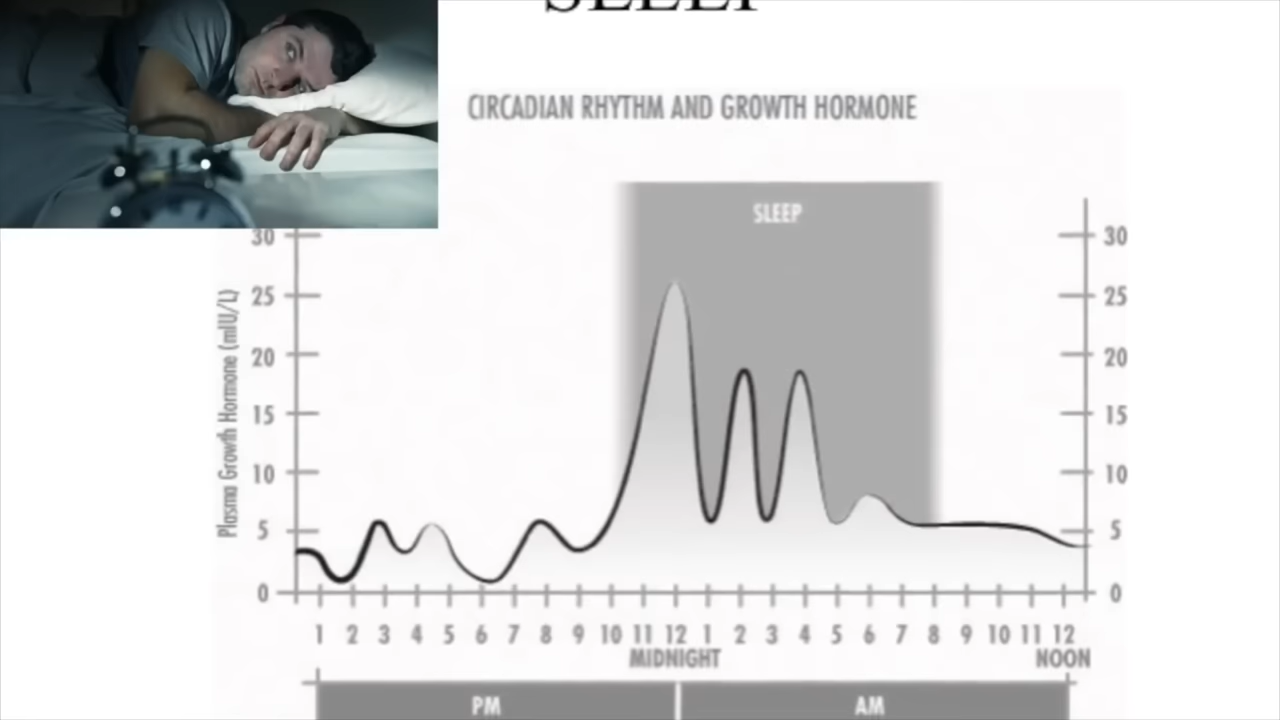 SLEEP
CIRCADIAN RHYTHM AND GROWTH HORMONE
SLEEP
Plasma Growth Hormone (mIU/L)
30
25
20
15
10
5
0
30
25
20
15
10
5
0
1 2 3 4 5 6 7 8 9 10 11 12 1 2 3 4 5 6 7 8 9 10 11 12
MIDNIGHT NOON
PM AM